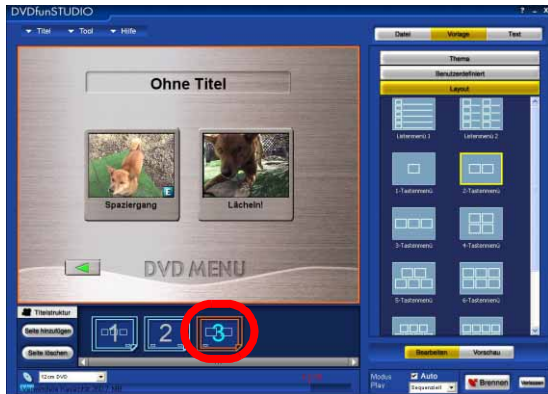 DVDfunSTUDIO
Titel Tool Hilfe
Datei Vorlage Text
Thema
Benutzerdefiniert
Layout
Ohne Titel
Listenmenü 1 Listenmenü 2
1-Tastenmenü 2-Tastenmenü
Spaziergang Lächeln!
3-Tastenmenü 4-Tastenmenü
DVD MENU
5-Tastenmenü 6-Tastenmenü
Titelstruktur
Seite hinzufügen
1 2 3
Seite löschen
Bearbeiten Vorschau
12cm DVD
Modus Auto
Play Sequentiell
Brennen
Verlassen